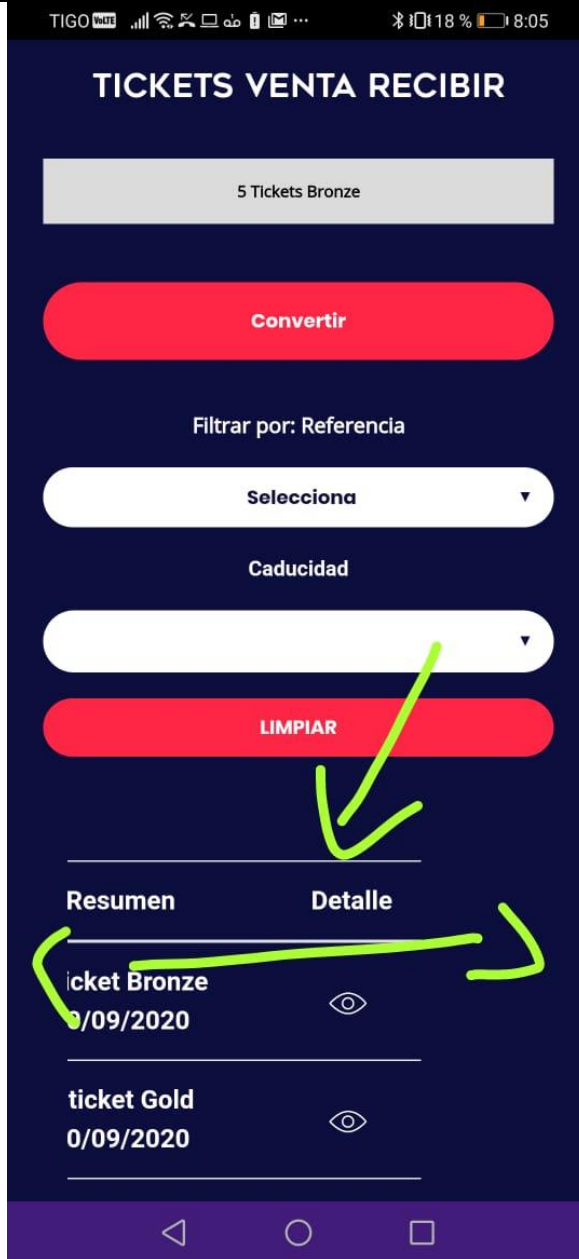 TIGO VoLTE 18 % 8:05
TICKETS VENTA RECIBIR
5 Tickets Bronze
Convertir
Filtrar por: Referencia
Selecciona
Caducidad
LIMPIAR
Resumen Detalle
icket Bronze
0/09/2020
ticket Gold
0/09/2020